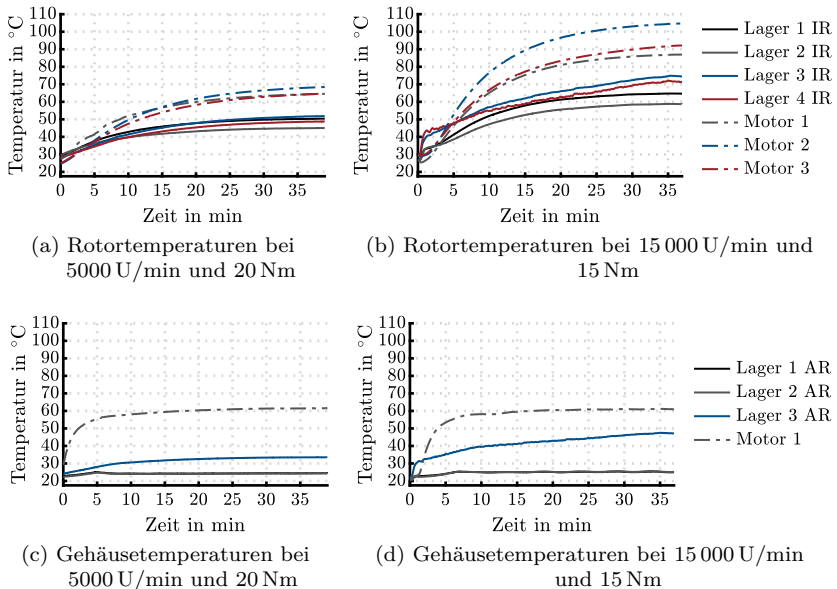 110
100
90
80
70
60
50
40
30
20
Temperatur in °C
0 5 10 15 20 25 30 35
Zeit in min
(a) Rotortemperaturen bei
5000 U/min und 20 Nm
110
100
90
80
70
60
50
40
30
20
Temperatur in °C
0 5 10 15 20 25 30 35
Zeit in min
(b) Rotortemperaturen bei 15 000 U/min und
15 Nm
Lager 1 IR
Lager 2 IR
Lager 3 IR
Lager 4 IR
Motor 1
Motor 2
Motor 3
110
100
90
80
70
60
50
40
30
20
Temperatur in °C
0 5 10 15 20 25 30 35
Zeit in min
(c) Gehäusetemperaturen bei
5000 U/min und 20 Nm
110
100
90
80
70
60
50
40
30
20
Temperatur in °C
0 5 10 15 20 25 30 35
Zeit in min
(d) Gehäusetemperaturen bei 15 000 U/min
und 15 Nm
Lager 1 AR
Lager 2 AR
Lager 3 AR
Motor 1